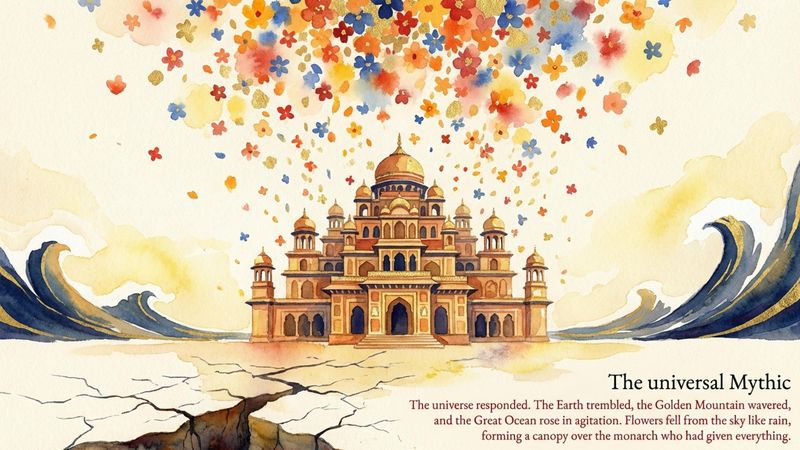 The universal Mythic
The universe responded. The Earth trembled, the Golden Mountain wavered,
and the Great Ocean rose in agitation. Flowers fell from the sky like rain,
forming a canopy over the monarch who had given everything.